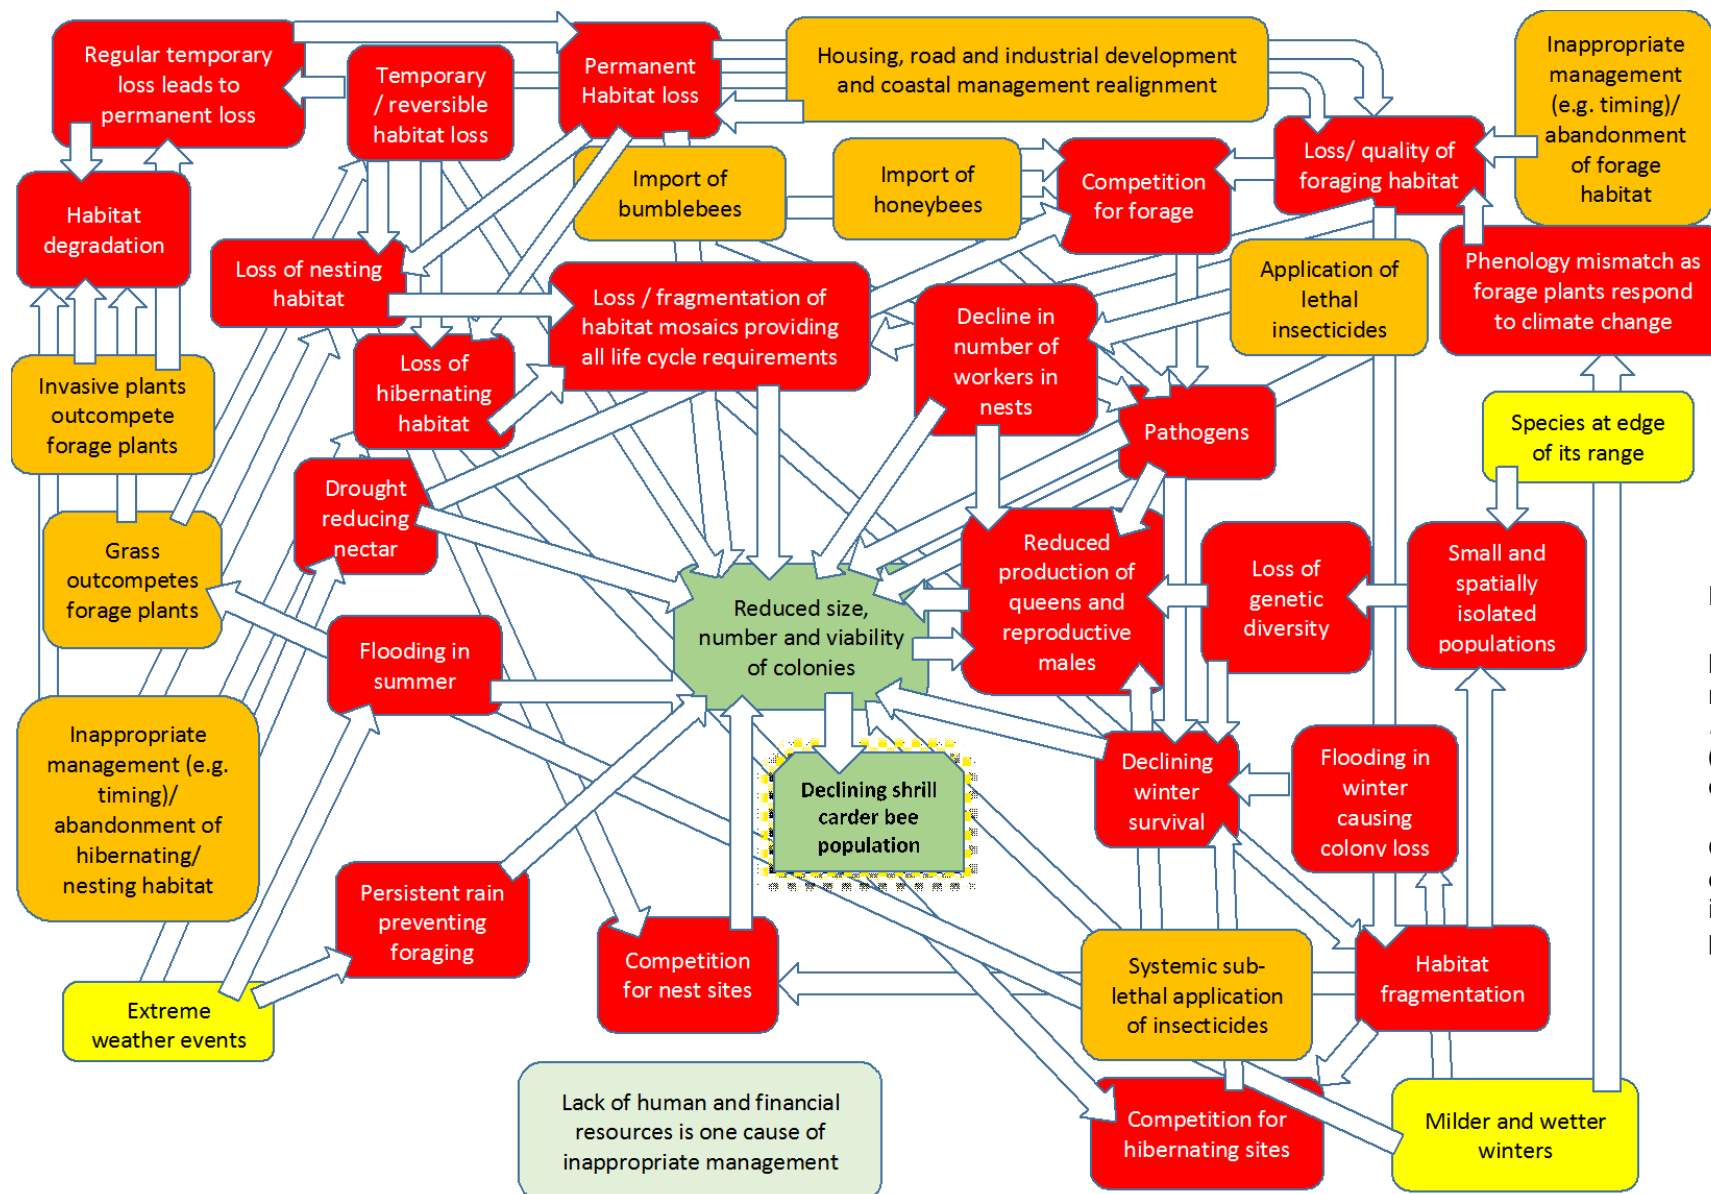 Regular temporary
loss leads to
permanent loss
Temporary
/ reversible
habitat loss
Permanent
Habitat loss
Housing, road and industrial development
and coastal management realignment
Inappropriate
management
(e.g. timing)/
abandonment
of forage
habitat
Habitat
degradation
Import of
bumblebees
Import of
honeybees
Competition
for forage
Loss/ quality of
foraging habitat
Loss of nesting
habitat
Loss / fragmentation of
habitat mosaics providing
all life cycle requirements
Decline in
number of
workers in
nests
Application of
lethal
insecticides
Phenology mismatch as
forage plants respond
to climate change
Invasive plants
outcompete
forage plants
Loss of
hibernating
habitat
Pathogens
Species at edge
of its range
Drought
reducing
nectar
Grass
outcompetes
forage plants
Reduced size,
number and viability
of colonies
Reduced
production of
queens and
reproductive
males
Loss of
genetic
diversity
Small and
spatially
isolated
populations
Flooding in
summer
Inappropriate
management (e.g.
timing)/
abandonment of
hibernating/
nesting habitat
Declining shrill
carder bee
population
Declining
winter
survival
Flooding in
winter
causing
colony loss
Persistent rain
preventing
foraging
Competition
for nest sites
Systemic sub-
lethal application
of insecticides
Habitat
fragmentation
Extreme
weather events
Lack of human and financial
resources is one cause of
inappropriate management
Competition for
hibernating sites
Milder and wetter
winters